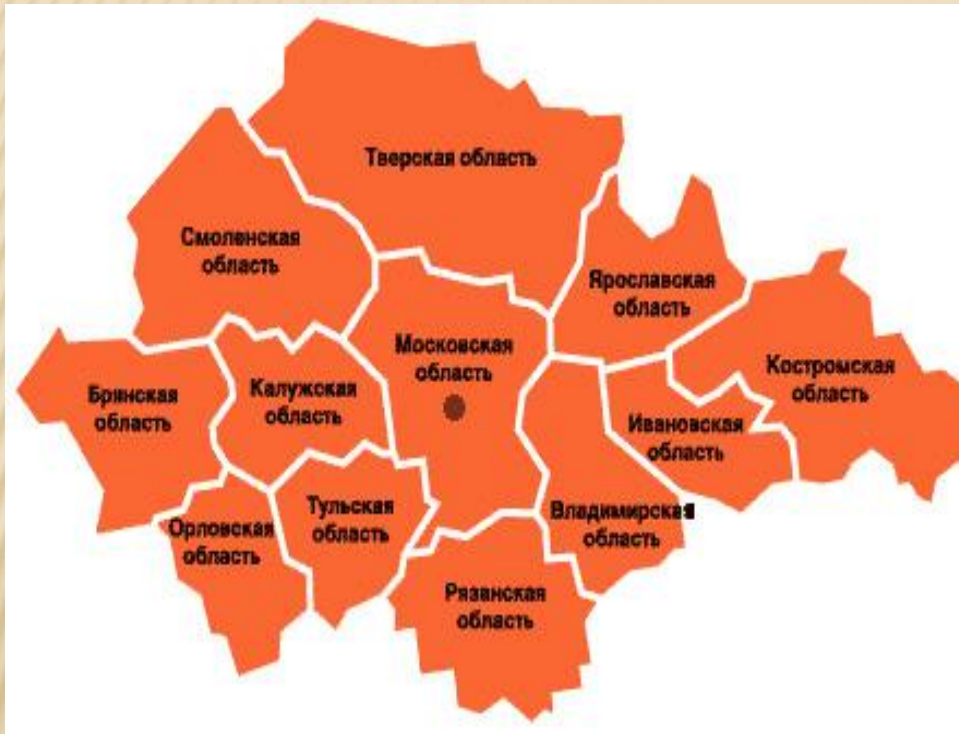 Тверская область
Смоленская
область
Ярославская
область
Московская
область
Костромская
область
Брянская
область
Калужская
область
Ивановская
область
Тульская
область
Владимирская
область
Орловская
область
Рязанская
область